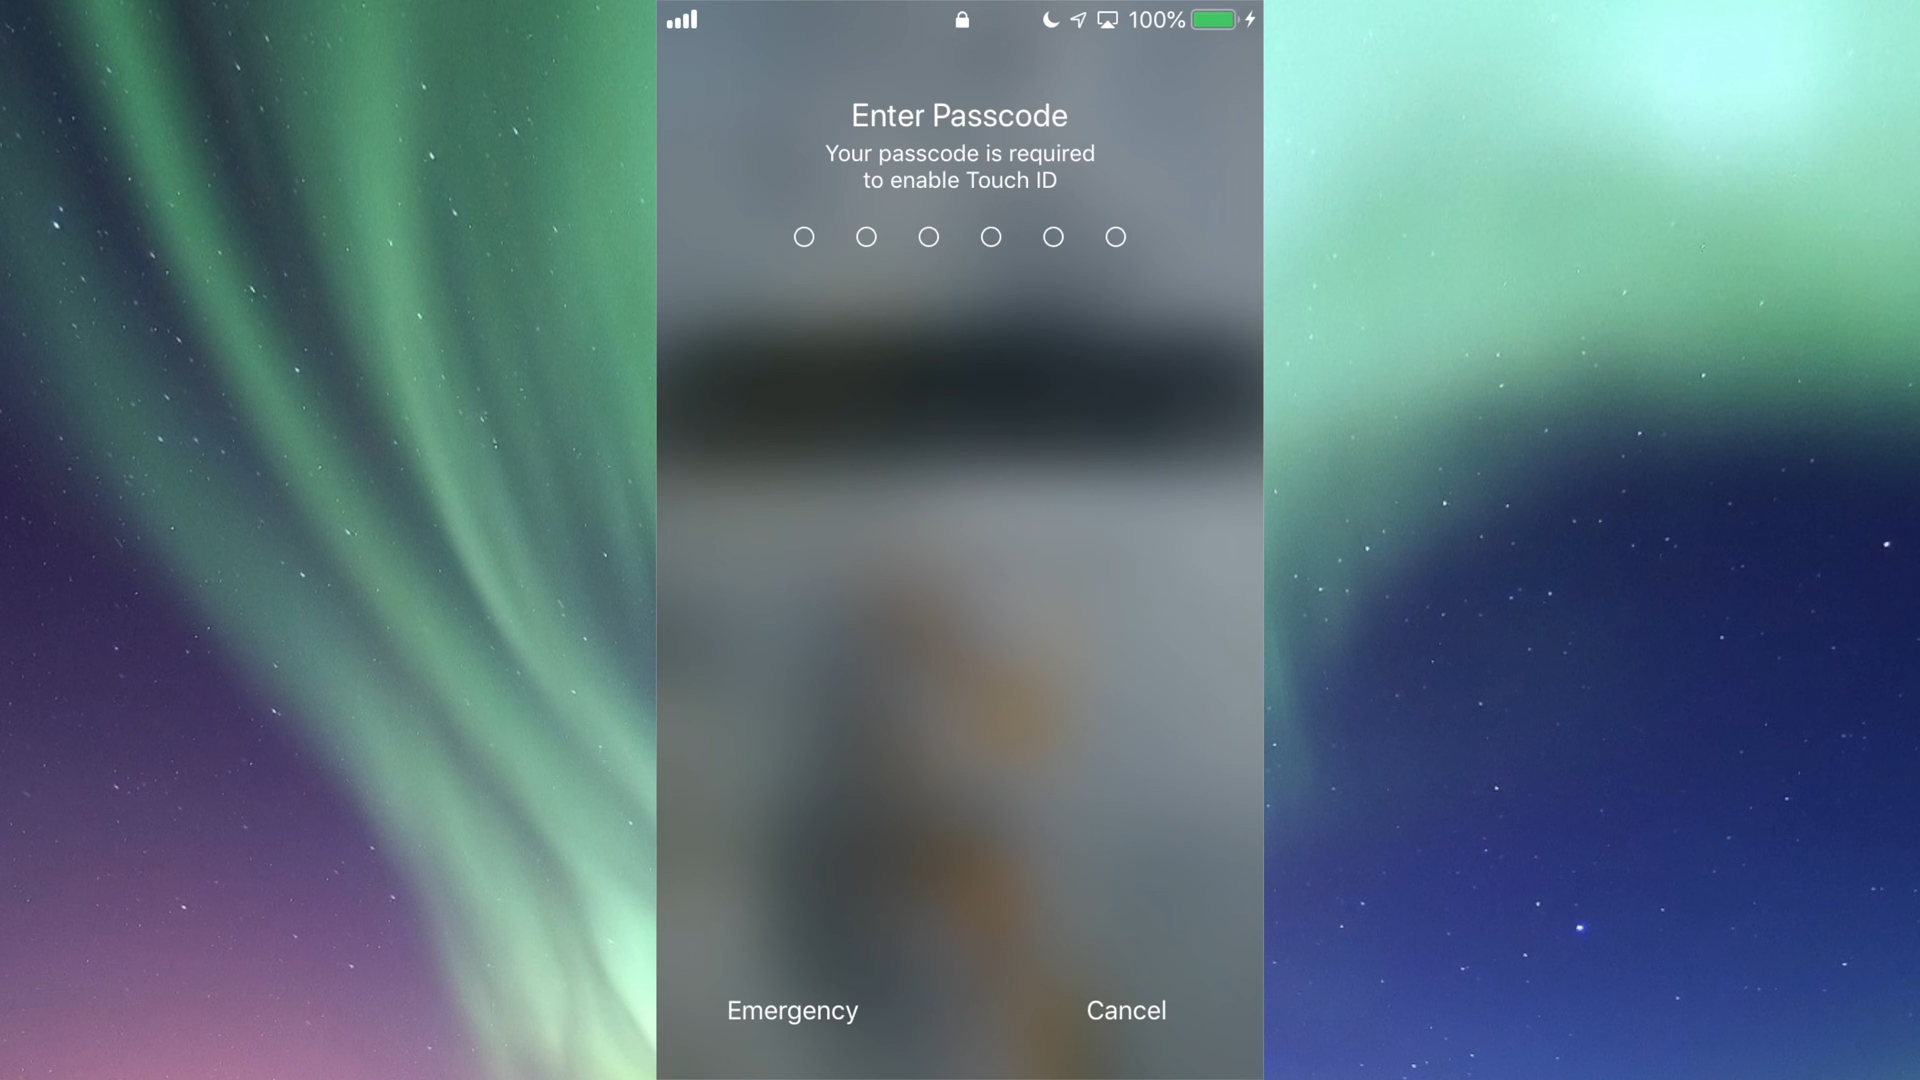 100%
Enter Passcode
Your passcode is required
to enable Touch ID
Emergency
Cancel